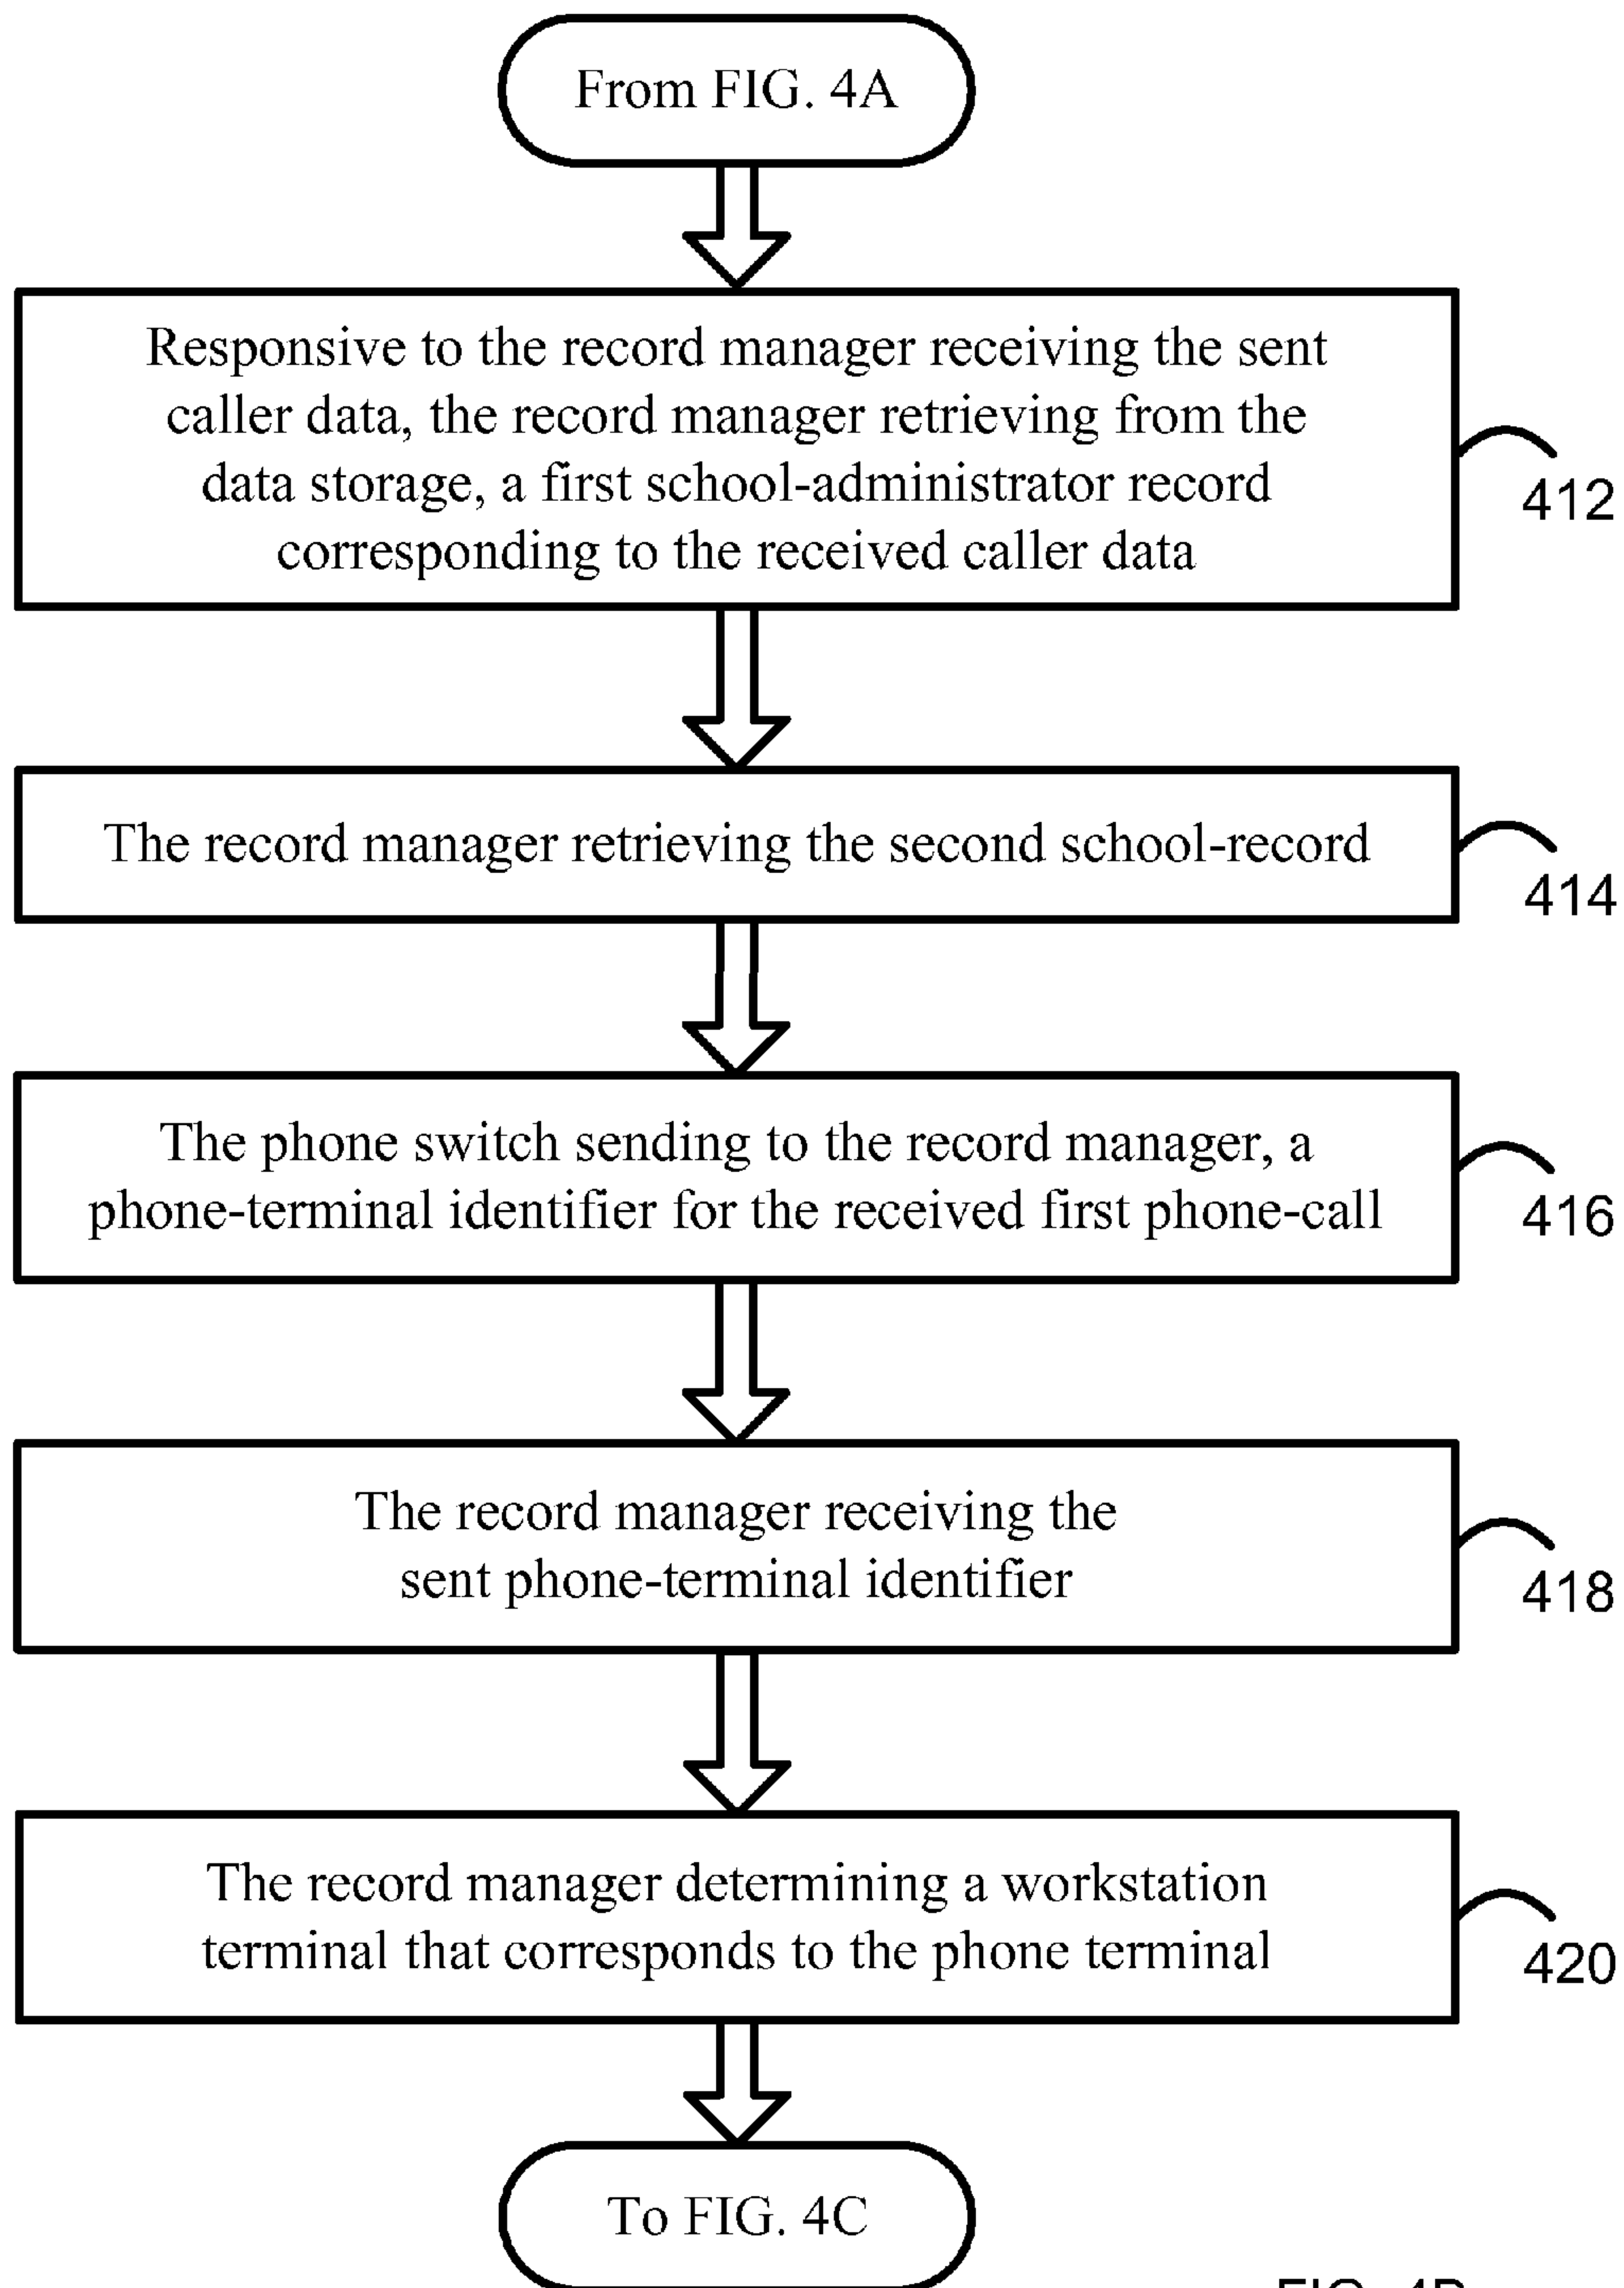 From FIG. 4A
Responsive to the record manager receiving the sent
caller data, the record manager retrieving from the
data storage, a first school-administrator record
corresponding to the received caller data
412
The record manager retrieving the second school-record
414
The phone switch sending to the record manager, a
phone-terminal identifier for the received first phone-call
416
The record manager receiving the
sent phone-terminal identifier
418
The record manager determining a workstation
terminal that corresponds to the phone terminal
420
To FIG. 4C